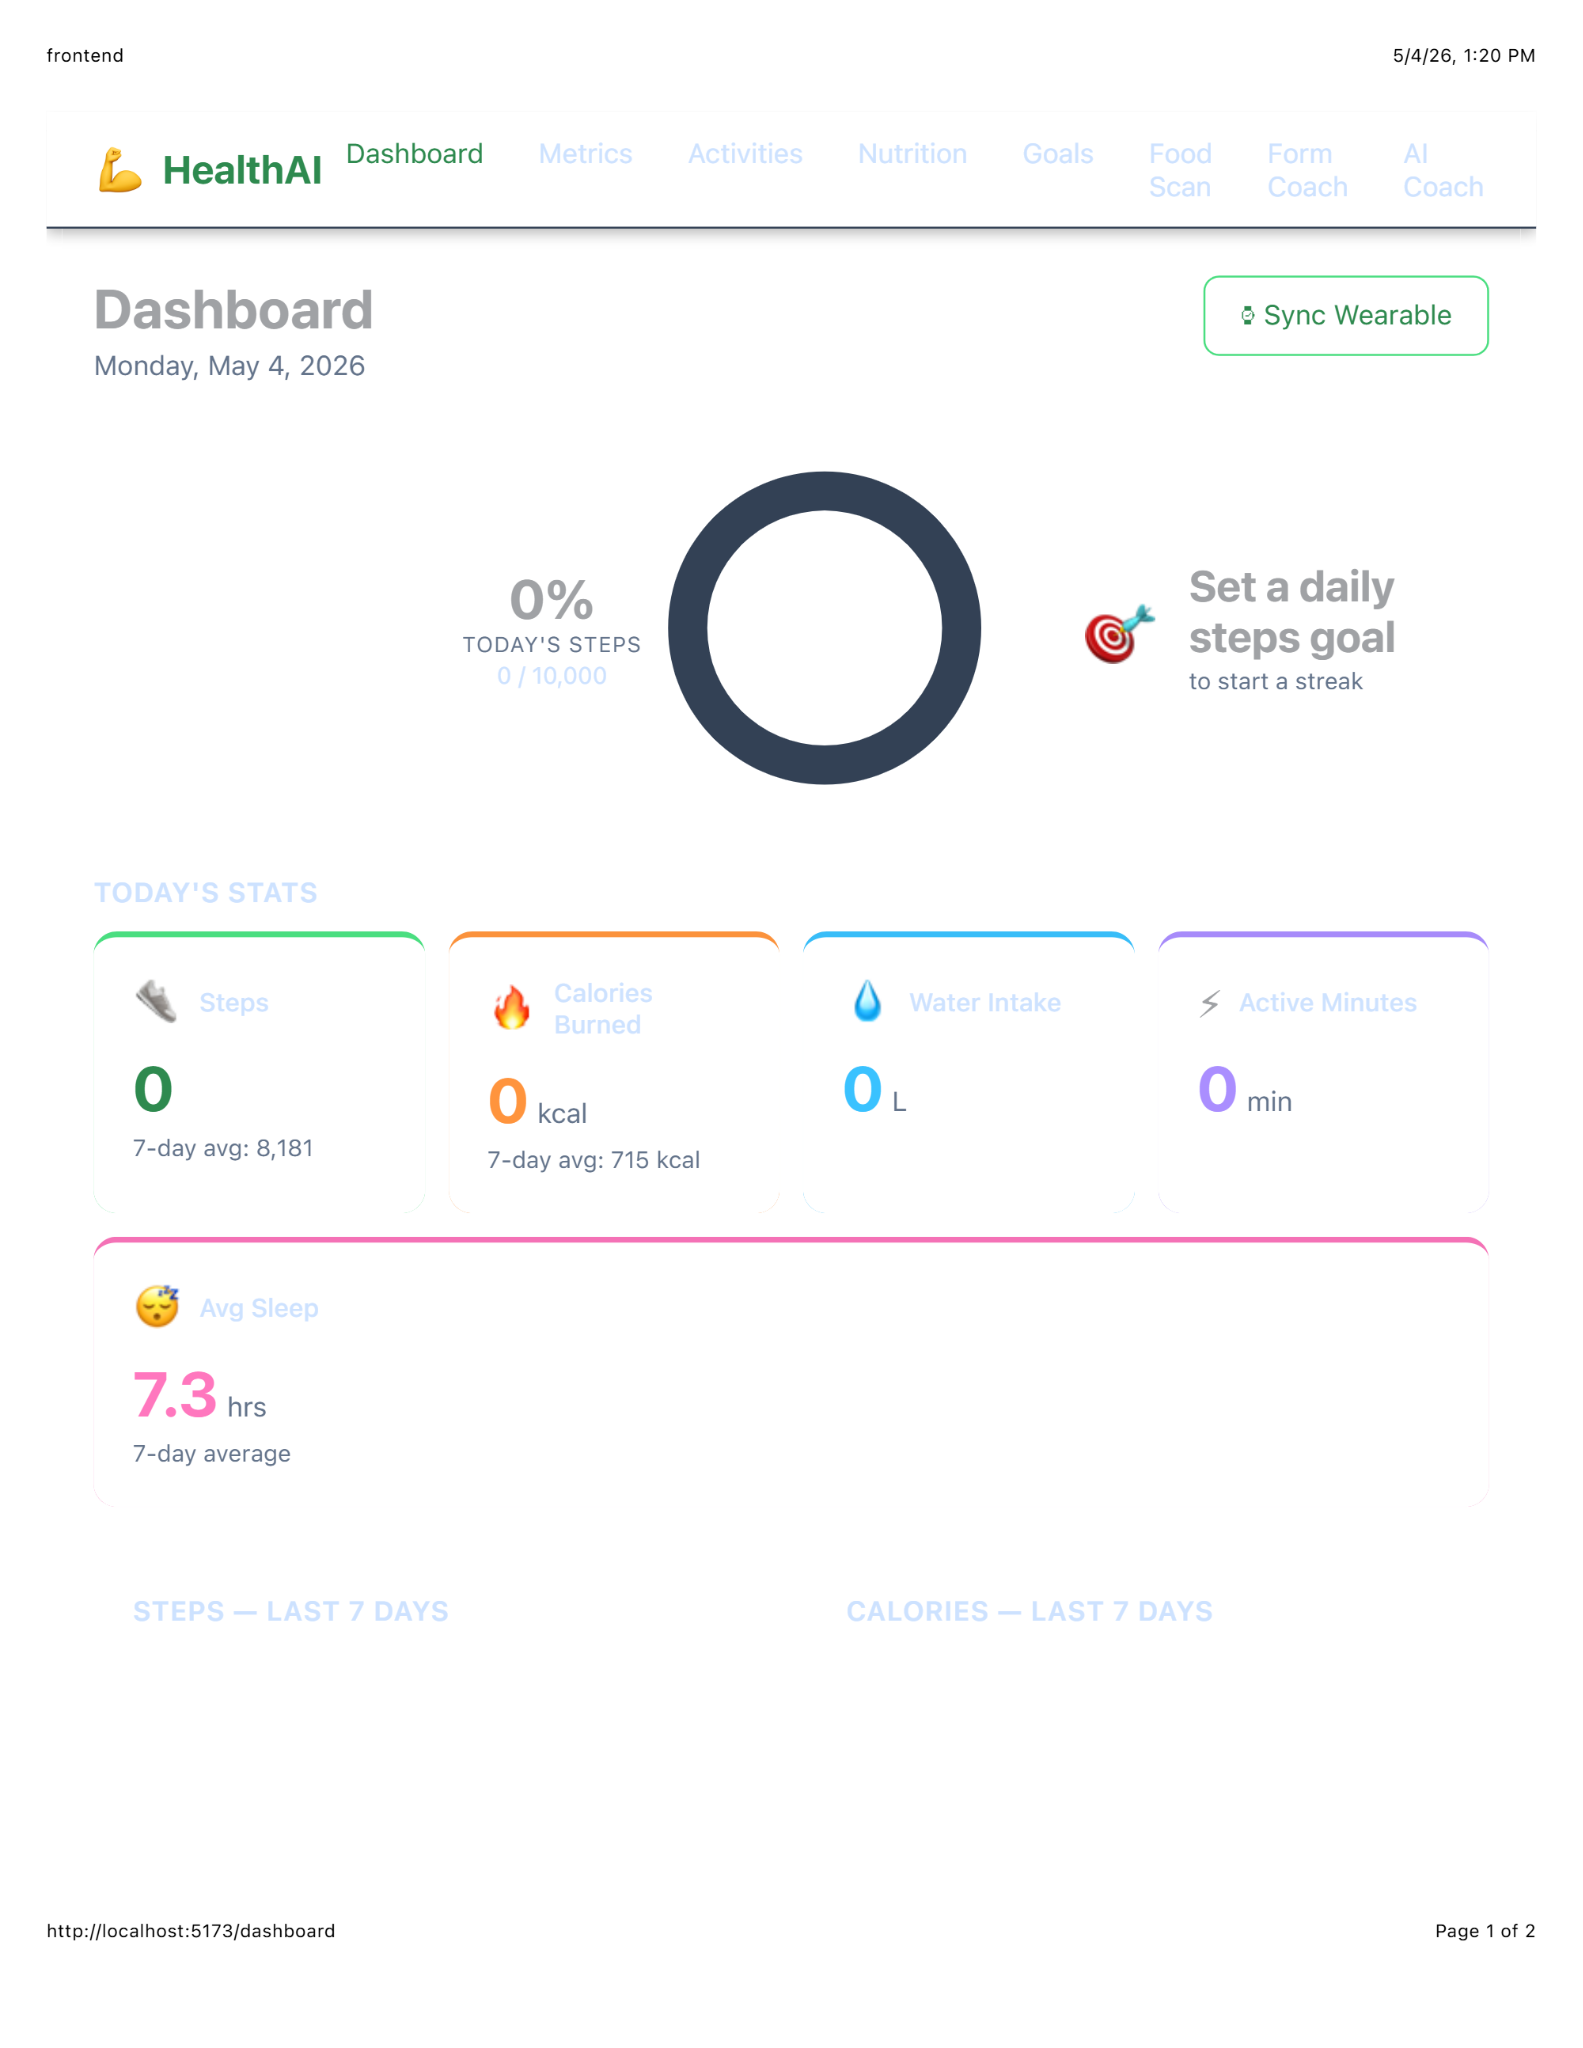 frontend
5/4/26, 1:20 PM
HealthAI
Dashboard
Metrics
Activities
Nutrition
Goals
Food
Scan
Form
Coach
AI
Coach
Dashboard
Monday, May 4, 2026
Sync Wearable
0%
TODAY'S STEPS
0 / 10,000
Set a daily
steps goal
to start a streak
TODAY'S STATS
Steps
0
7-day avg: 8,181
Calories
Burned
0 kcal
7-day avg: 715 kcal
Water Intake
0 L
Active Minutes
0 min
Avg Sleep
7.3 hrs
7-day average
STEPS — LAST 7 DAYS
CALORIES — LAST 7 DAYS
http://localhost:5173/dashboard
Page 1 of 2